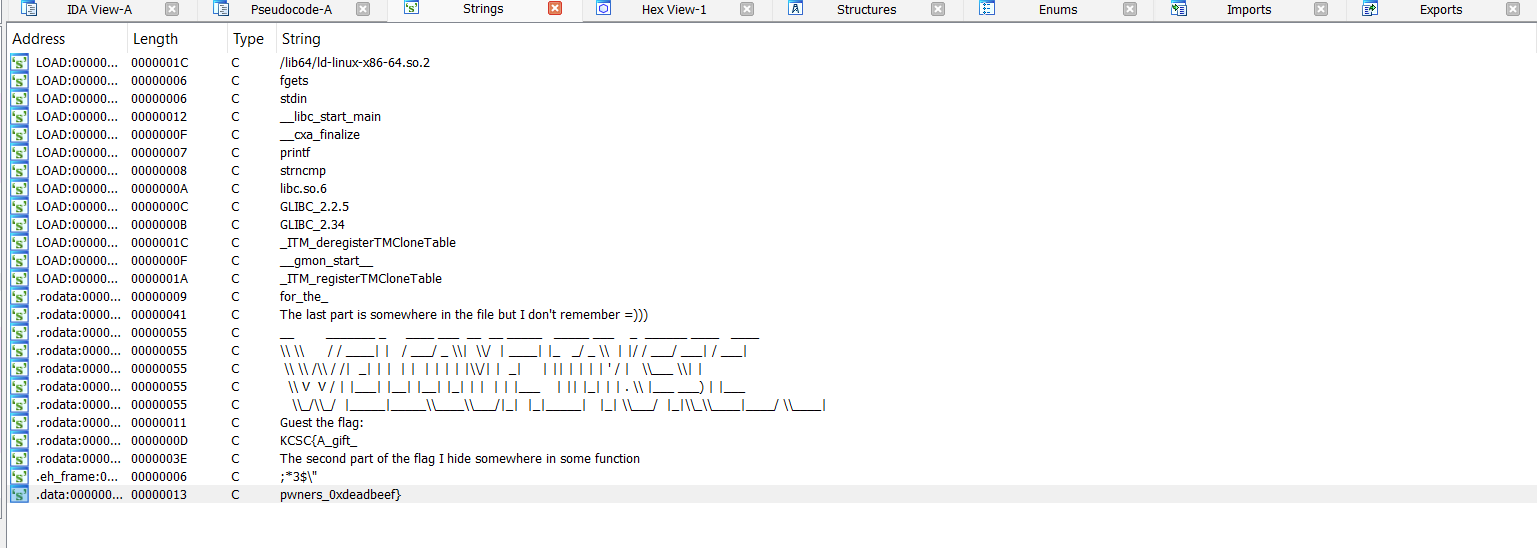 IDA View-A Pseudocode-A Strings Hex View-1 Structures Enums Imports Exports
Address Length Type String
LOAD:00000... 0000001C C /lib64/ld-linux-x86-64.so.2
LOAD:00000... 00000006 C fgets
LOAD:00000... 00000006 C stdin
LOAD:00000... 00000012 C __libc_start_main
LOAD:00000... 0000000F C __cxa_finalize
LOAD:00000... 00000007 C printf
LOAD:00000... 00000008 C strncmp
LOAD:00000... 0000000A C libc.so.6
LOAD:00000... 0000000C C GLIBC_2.2.5
LOAD:00000... 0000000B C GLIBC_2.34
LOAD:00000... 0000001C C _ITM_deregisterTMCloneTable
LOAD:00000... 0000000F C __gmon_start__
LOAD:00000... 0000001A C _ITM_registerTMCloneTable
.rodata:0000... 00000009 C for_the_
.rodata:0000... 00000041 C The last part is somewhere in the file but I don't remember =)))
.rodata:0000... 00000055 C
.rodata:0000... 00000055 C
.rodata:0000... 00000055 C
.rodata:0000... 00000055 C
.rodata:0000... 00000055 C
.rodata:0000... 00000011 C Guest the flag:
.rodata:0000... 0000000D C KCSC{A_gift_
.rodata:0000... 0000003E C The second part of the flag I hide somewhere in some function
.eh_frame:0... 00000006 C ;*3$\"
.data:000000... 00000013 C pwners_0xdeadbeef}